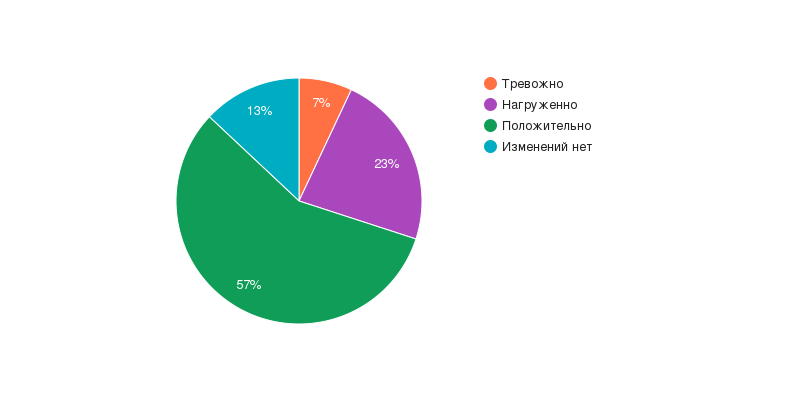 7%
23%
57%
13%
Тревожно
Нагруженно
Положительно
Изменений нет